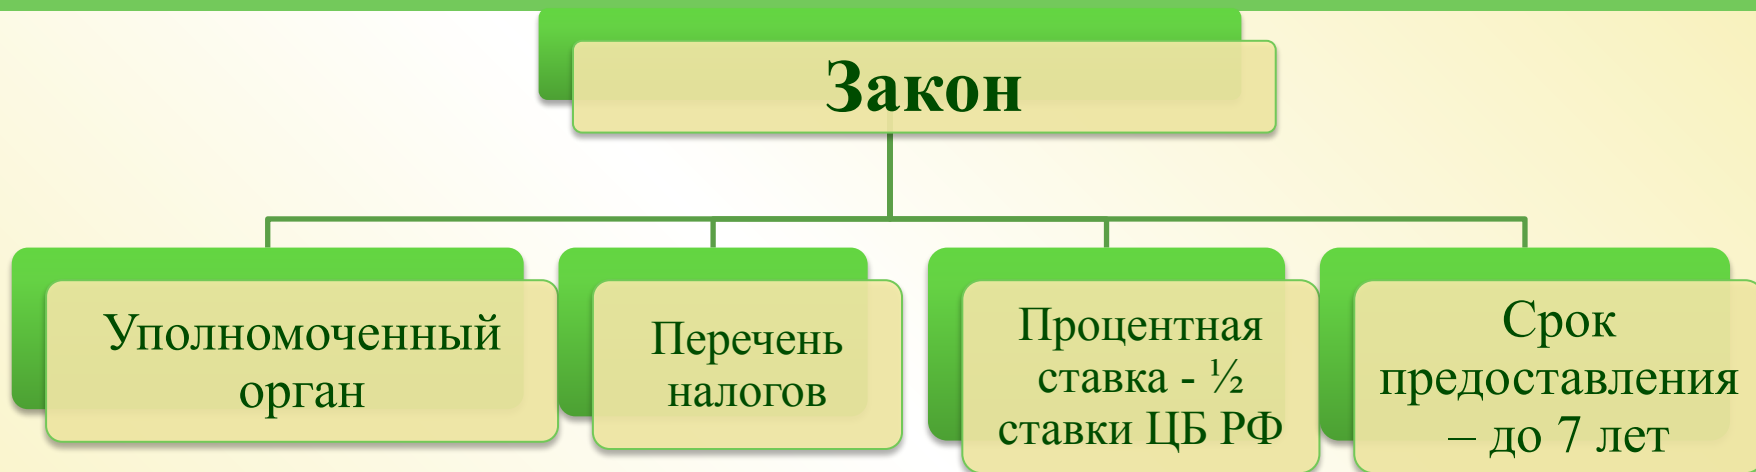 Закон
Уполномоченный
орган
Перечень
налогов
Процентная
ставка - ½
ставки ЦБ РФ
Срок
предоставления
– до 7 лет